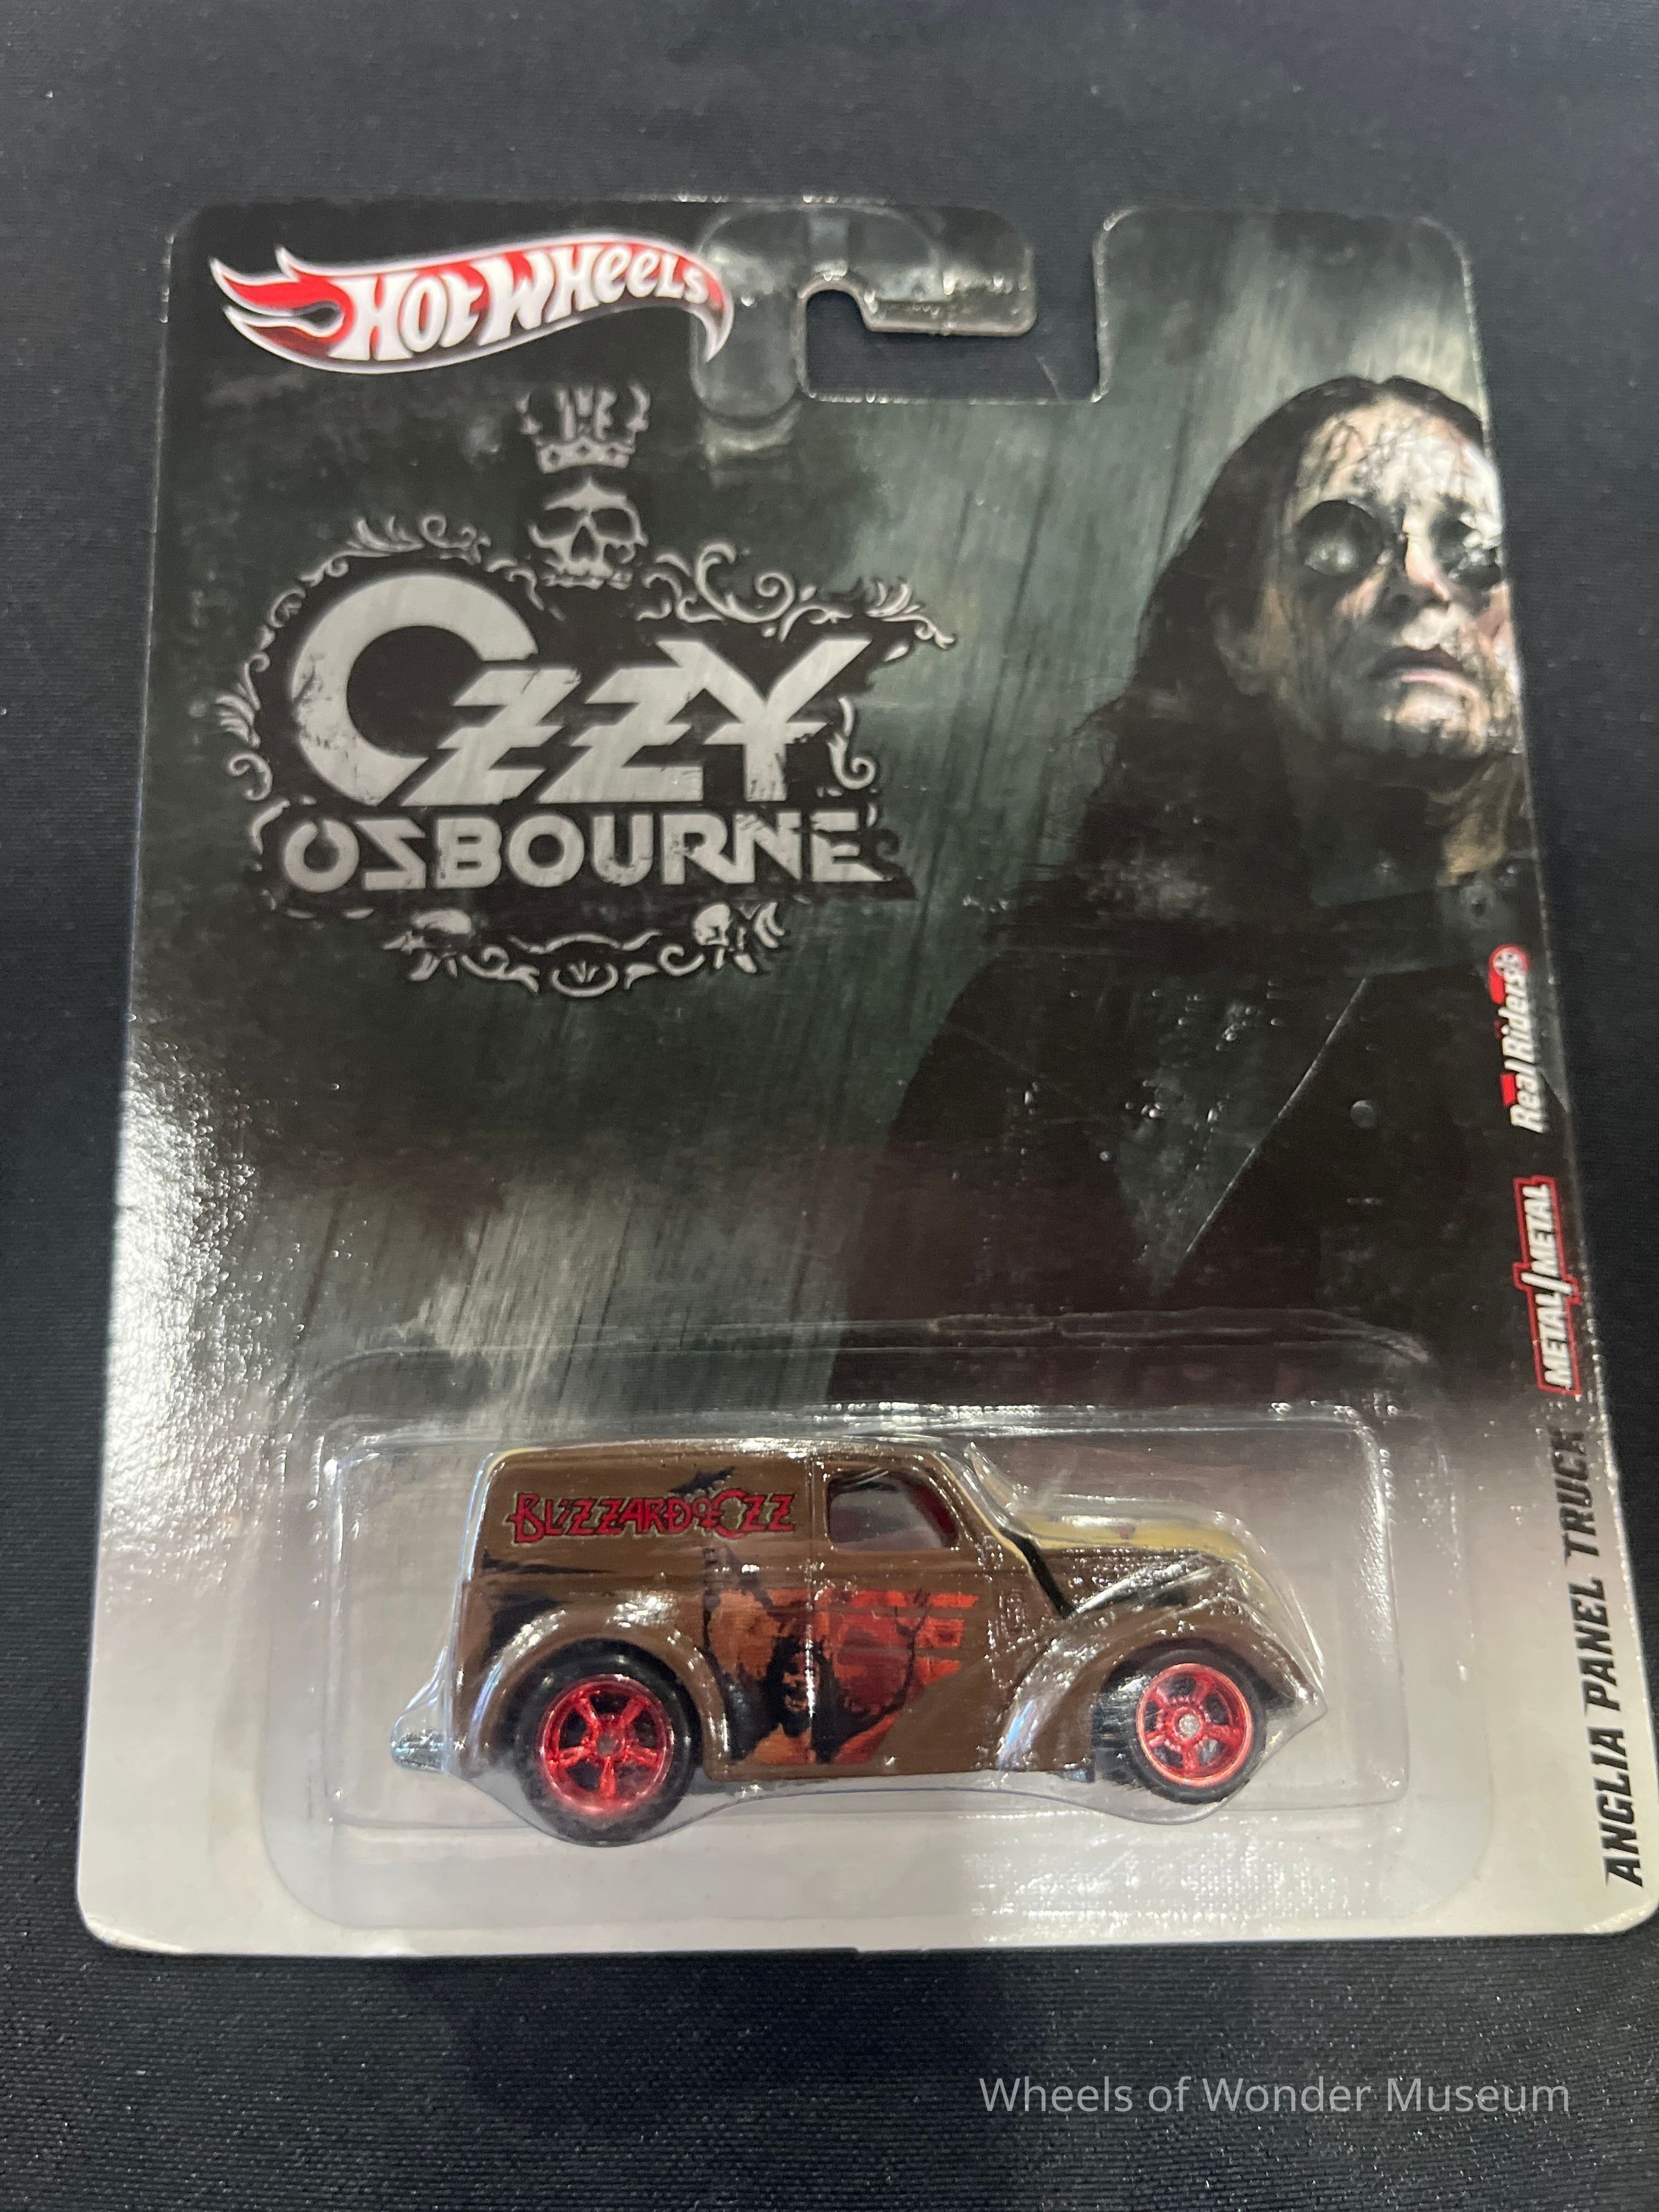 Hot Wheels
Ozzy
OSBOURNE
Real Riders®
METAL/METAL
ANGLIA PANEL TRUCK
BLIZZARD OF OZZ
Wheels of Wonder Museum